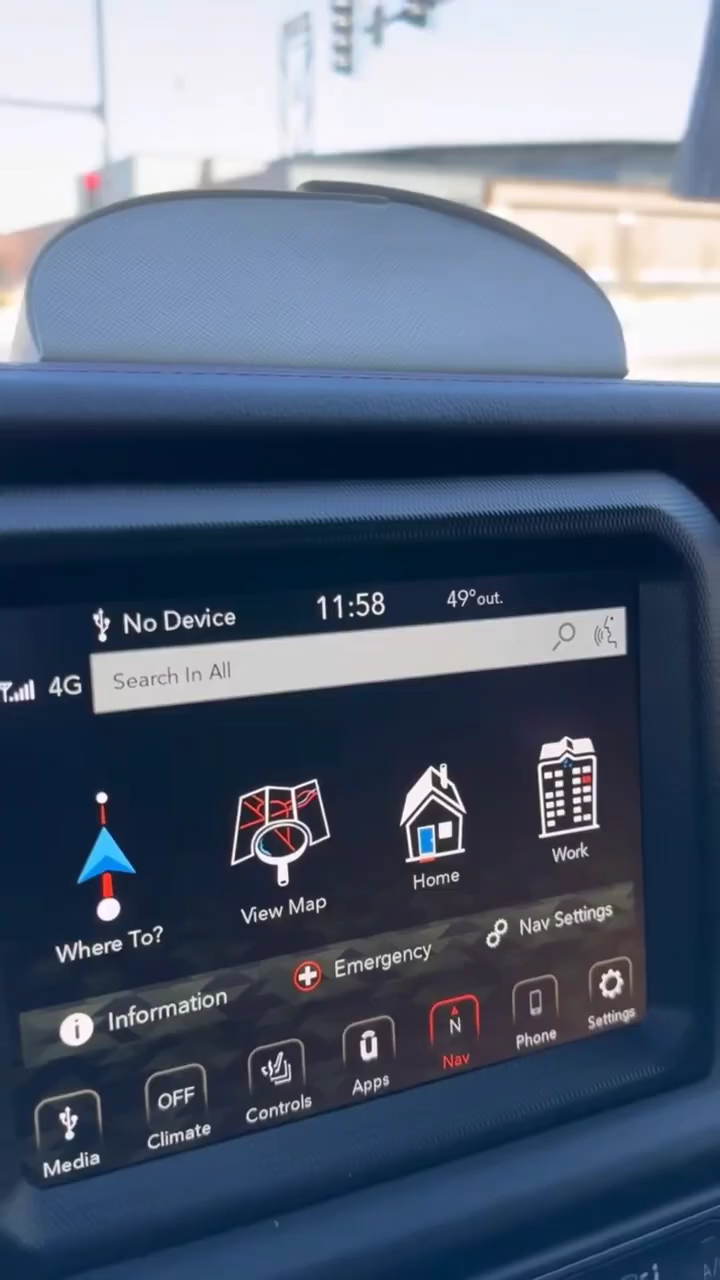 No Device 11:58 49°out.
4G Search In All
Where To? View Map Home Work
Information Emergency Nav Settings
OFF N
Media Climate Controls Apps Nav Phone Settings